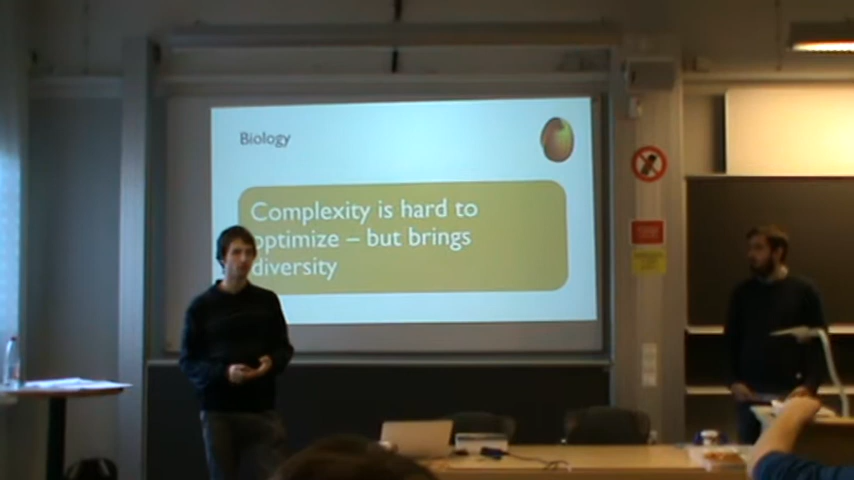 Biology
Complexity is hard to
optimize – but brings
diversity